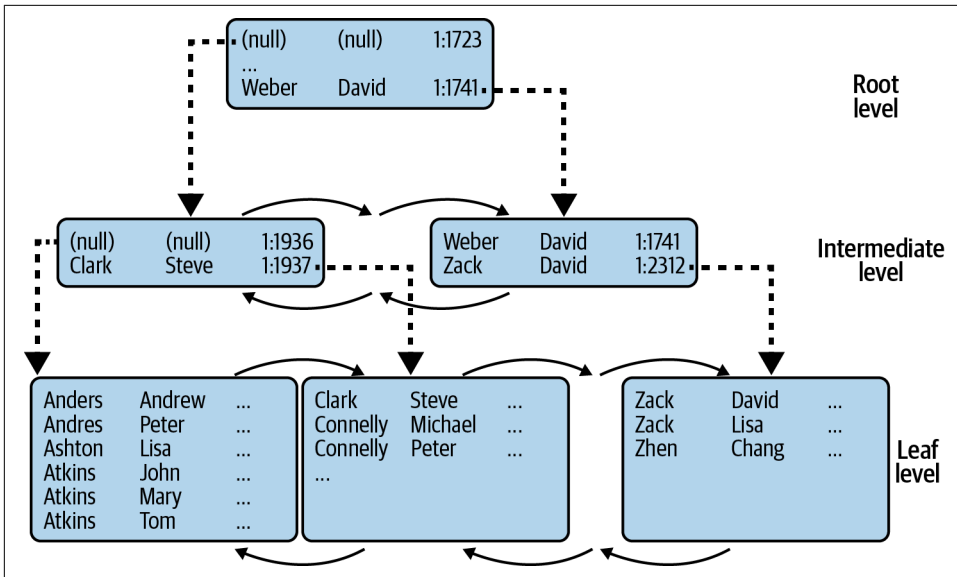 (null) (null) 1:1723
...
Weber David 1:1741
Root
level
(null) (null) 1:1936
Clark Steve 1:1937
Weber David 1:1741
Zack David 1:2312
Intermediate
level
Anders Andrew ...
Andres Peter ...
Ashton Lisa ...
Atkins John ...
Atkins Mary ...
Atkins Tom ...
Clark Steve ...
Connelly Michael ...
Connelly Peter ...
...
Zack David ...
Zack Lisa ...
Zhen Chang ...
Leaf
level